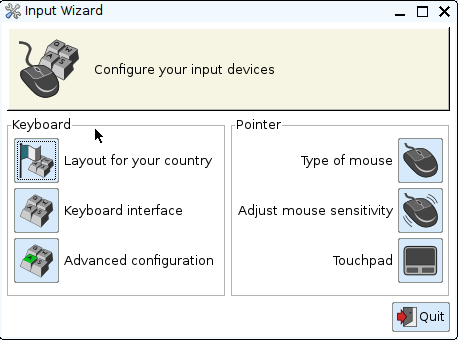 Input Wizard
Configure your input devices
Keyboard
Layout for your country
Keyboard interface
Advanced configuration
Pointer
Type of mouse
Adjust mouse sensitivity
Touchpad
Quit